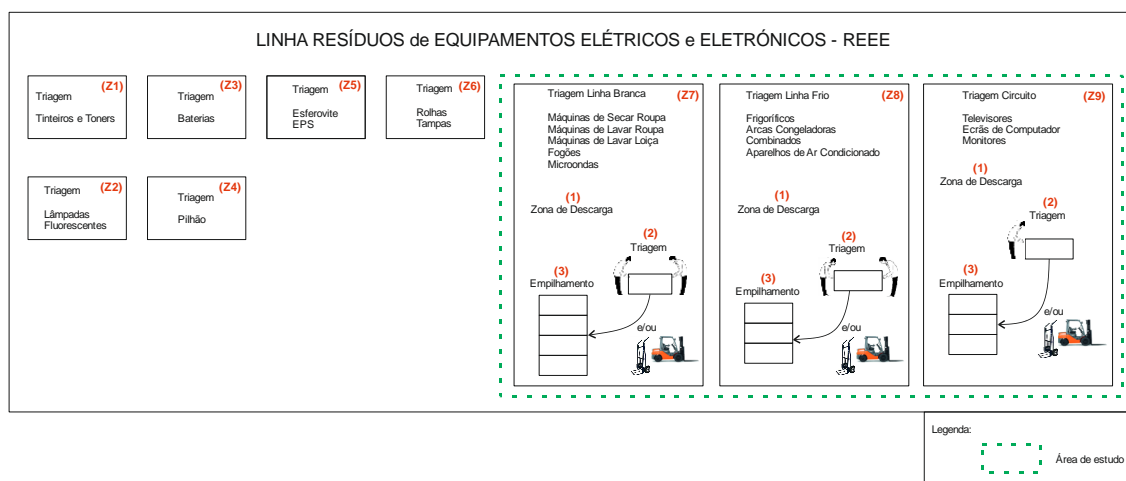 LINHA RESÍDUOS de EQUIPAMENTOS ELÉTRICOS e ELETRÓNICOS - REEE
(Z1)
Triagem
Tinteiros e Toners
(Z3)
Triagem
Baterias
(Z5)
Triagem
Esferovite
EPS
(Z6)
Triagem
Rolhas
Tampas
(Z2)
Triagem
Lâmpadas
Fluorescentes
(Z4)
Triagem
Pilhão
Triagem Linha Branca (Z7)
Máquinas de Secar Roupa
Máquinas de Lavar Roupa
Máquinas de Lavar Loiça
Fogões
Microondas
(1)
Zona de Descarga
(2)
Triagem
(3)
Empilhamento
e/ou
Triagem Linha Frio (Z8)
Frigoríficos
Arcas Congeladoras
Combinados
Aparelhos de Ar Condicionado
(1)
Zona de Descarga
(2)
Triagem
(3)
Empilhamento
e/ou
Triagem Circuito (Z9)
Televisores
Ecrãs de Computador
Monitores
(1)
Zona de Descarga
(2)
Triagem
(3)
Empilhamento
e/ou
Legenda:
Área de estudo